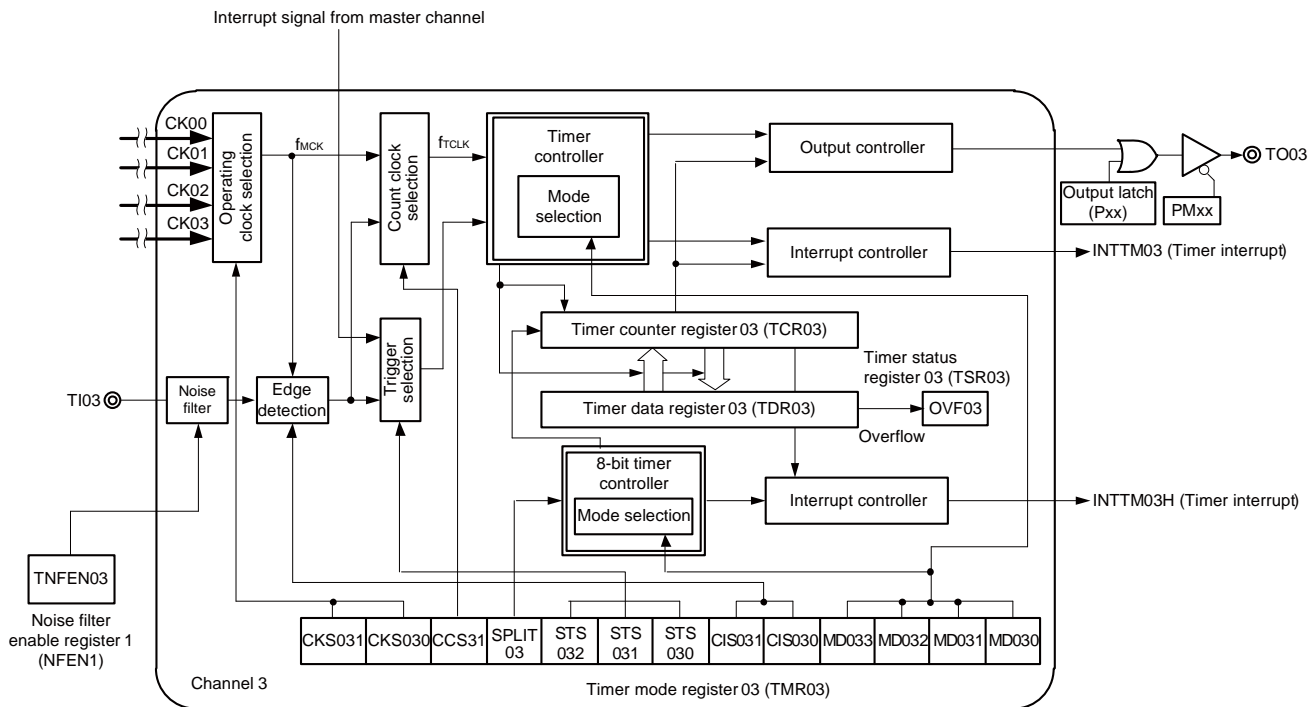 Interrupt signal from master channel
CK00
CK01
CK02
CK03
Operating
clock selection
fMCK
Count clock
selection
fTCLK
Timer
controller
Mode
selection
Output controller
Output latch
(Pxx)
PMxx
TO03
Interrupt controller
INTTM03 (Timer interrupt)
Trigger
selection
Timer counter register 03 (TCR03)
Timer status
register 03 (TSR03)
TI03
Noise
filter
Edge
detection
Timer data register 03 (TDR03)
OVF03
Overflow
8-bit timer
controller
Mode selection
Interrupt controller
INTTM03H (Timer interrupt)
TNFEN03
Noise filter
enable register 1
(NFEN1)
CKS031
CKS030
CCS31
SPLIT
03
STS
032
STS
031
STS
030
CIS031
CIS030
MD033
MD032
MD031
MD030
Channel 3
Timer mode register 03 (TMR03)